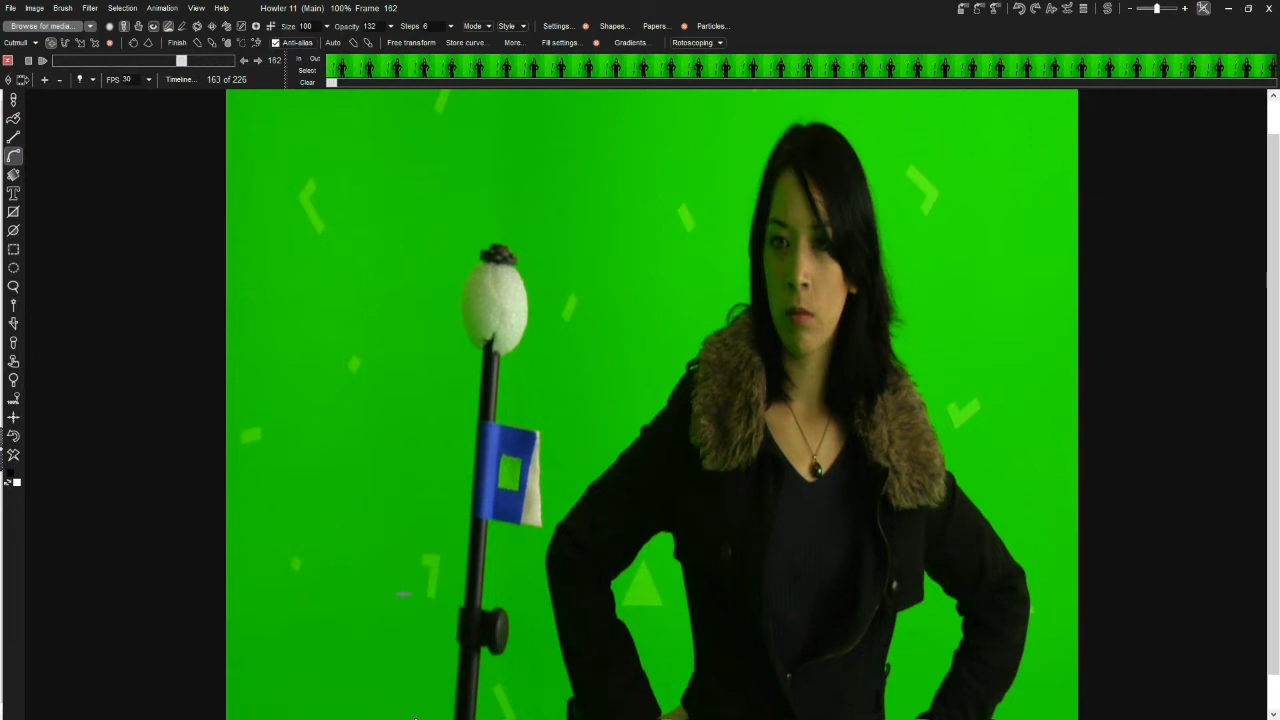 File Image Brush Filter Selection Animation View Help Howler 11 (Main) 100% Frame 162
Browse for media... Size 100 Opacity 132 Steps 6 Mode Style Settings... Shapes... Papers... Particles...
Cutmull Finish Anti-alias Auto Free transform Store curve... More... Fill settings... Gradients... Rotoscoping
162 In Out
Select
FPS 30 Timeline... 163 of 226 Clear
T
100%